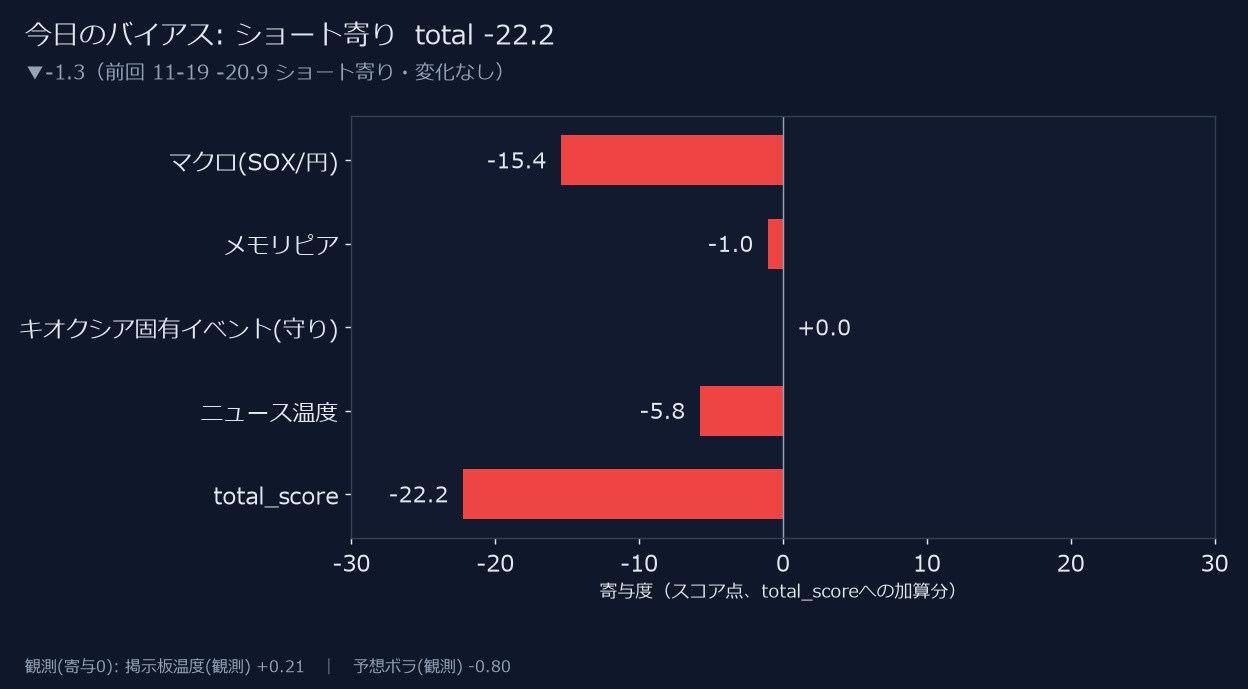 今日のバイアス: ショート寄り  total -22.2
▼-1.3（前回 11-19 -20.9 ショート寄り・変化なし）
マクロ(SOX/円)
-15.4
メモリピア
-1.0
キオクシア固有イベント(守り)
+0.0
ニュース温度
-5.8
total_score
-22.2
-30 -20 -10 0 10 20 30
寄与度（スコア点、total_scoreへの加算分）
観測(寄与0): 掲示板温度(観測) +0.21 ｜ 予想ボラ(観測) -0.80